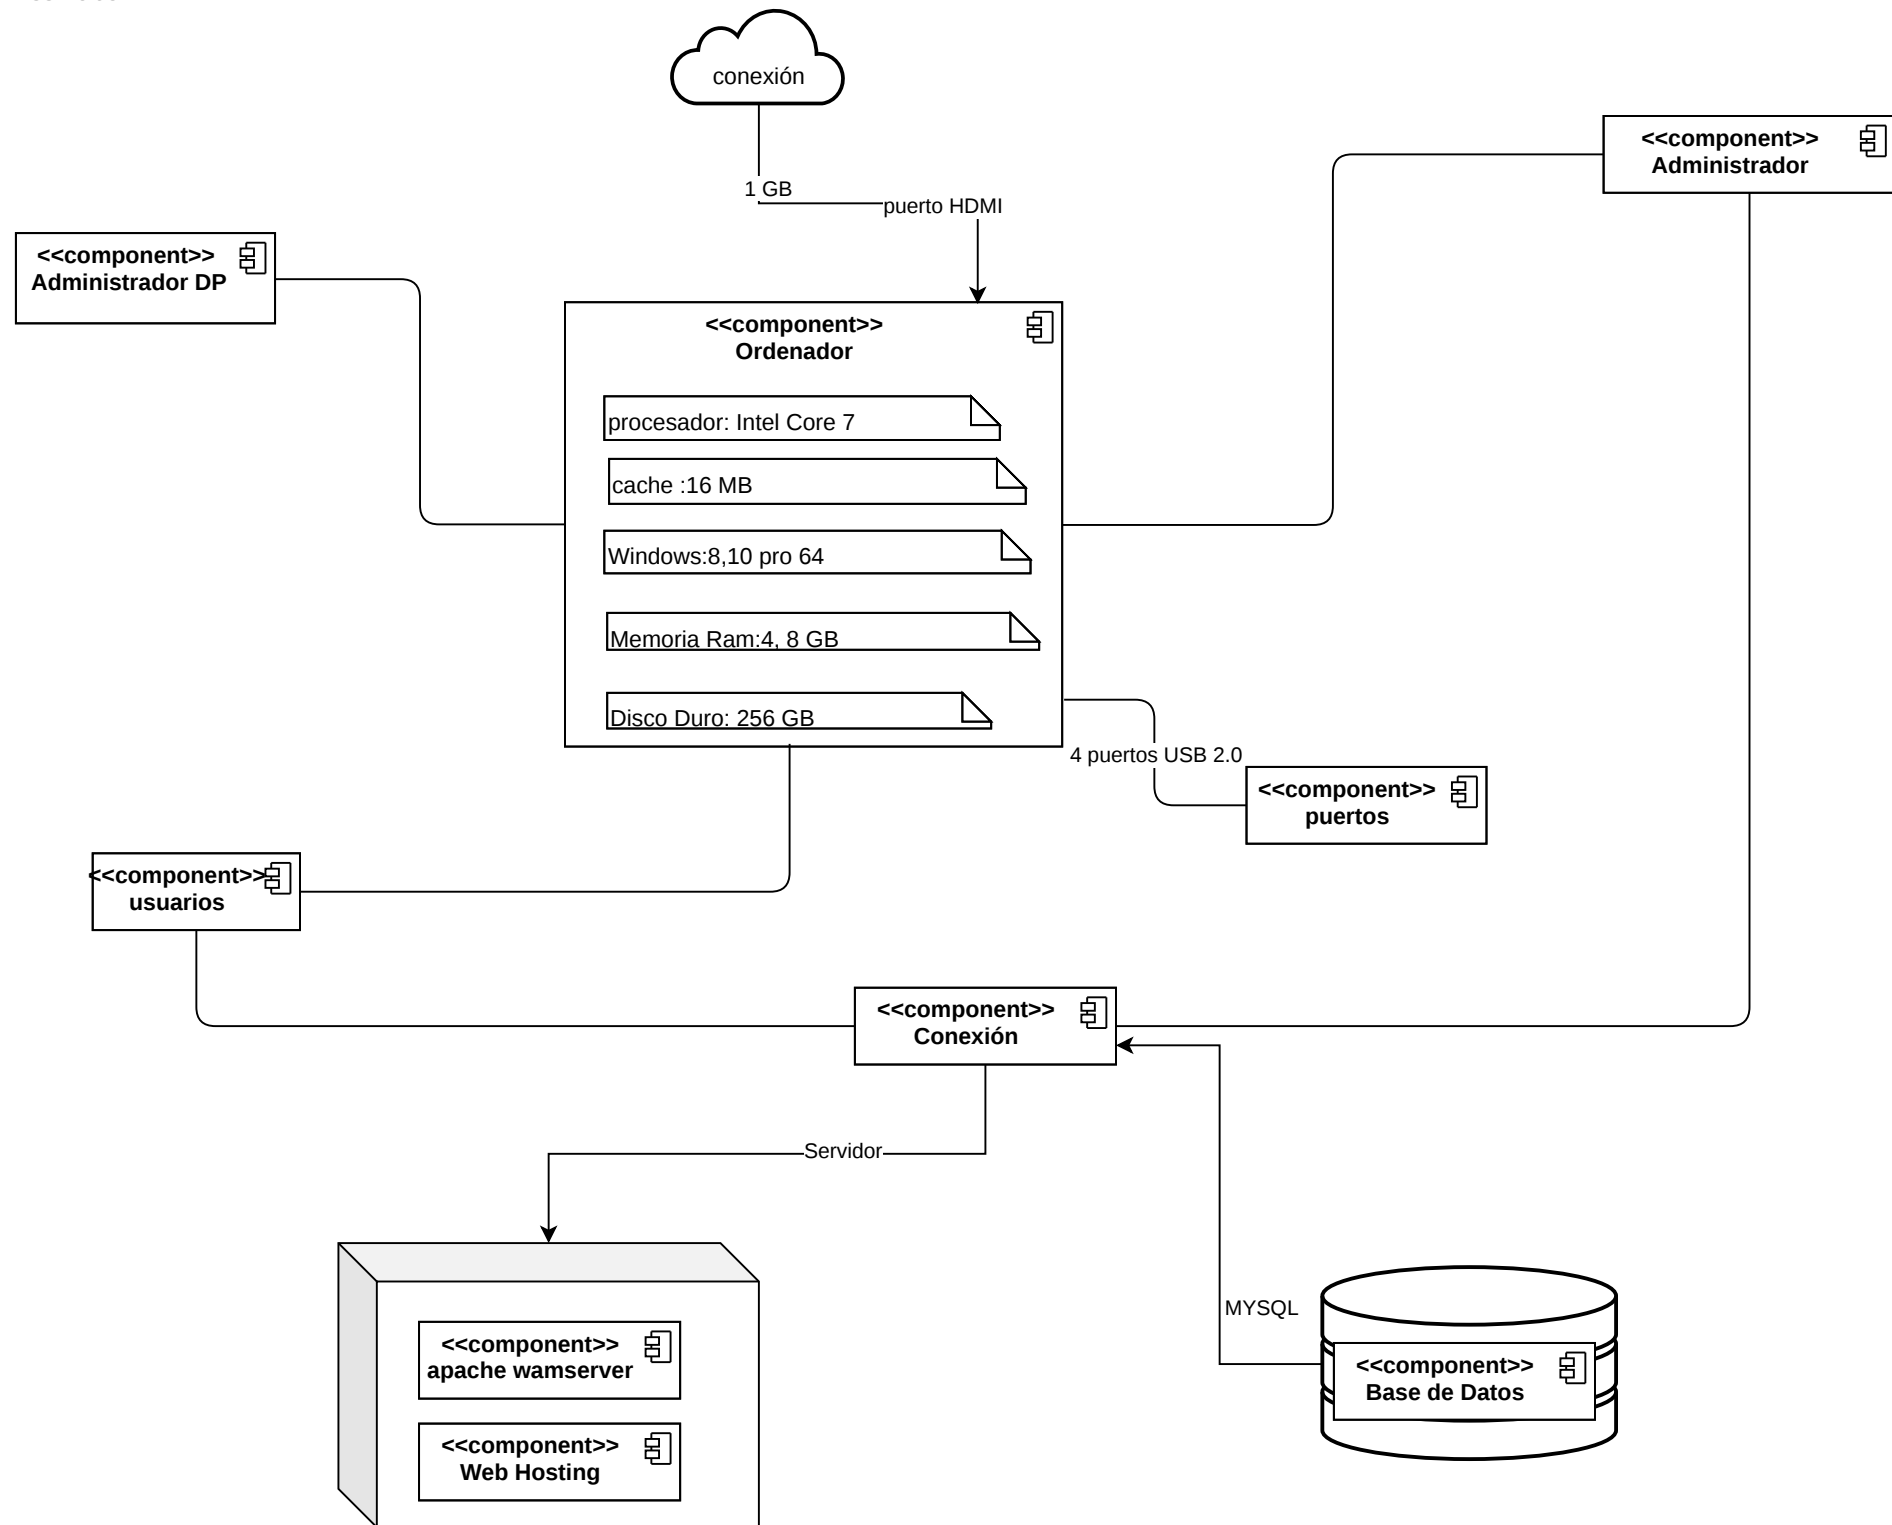 conexión
1 GB
puerto HDMI
<<component>>
Administrador
<<component>>
Administrador DP
<<component>>
Ordenador
procesador: Intel Core 7
cache :16 MB
Windows:8,10 pro 64
Memoria Ram:4, 8 GB
Disco Duro: 256 GB
4 puertos USB 2.0
<<component>>
puertos
<<component>>
usuarios
<<component>>
Conexión
Servidor
MYSQL
<<component>>
apache wamserver
<<component>>
Web Hosting
<<component>>
Base de Datos